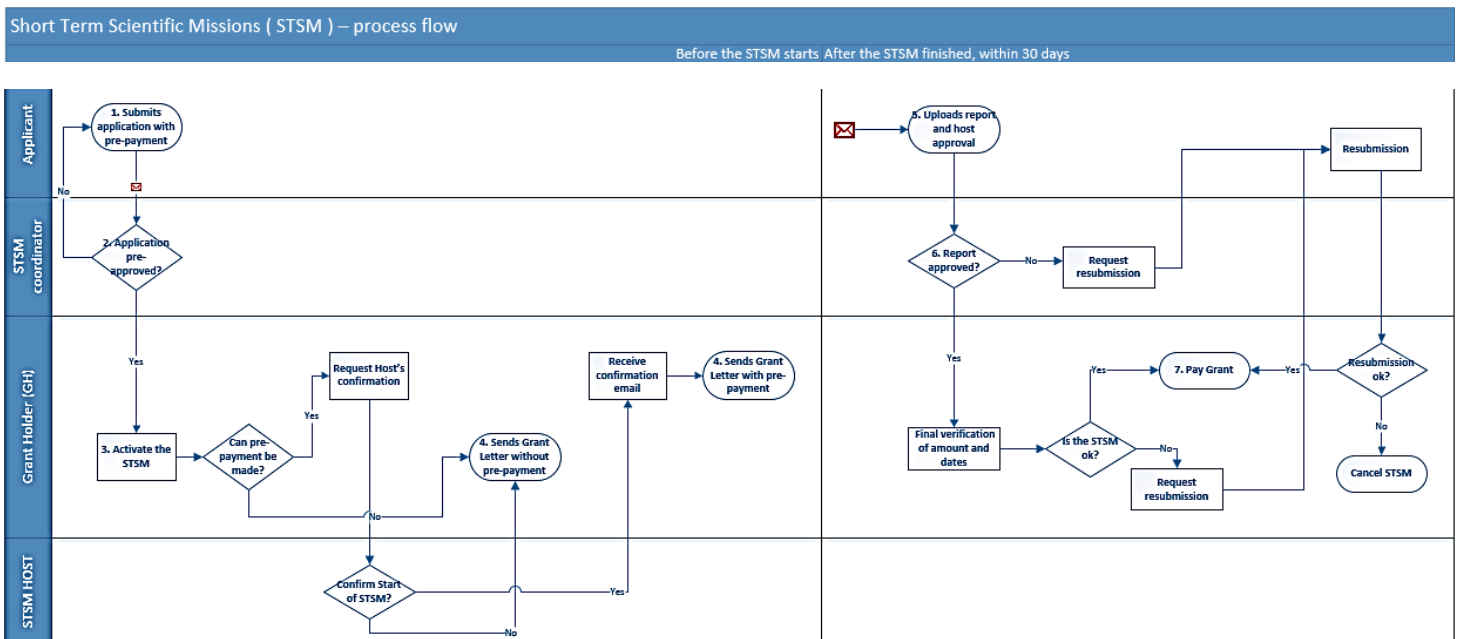 Short Term Scientific Missions ( STSM ) – process flow
Before the STSM starts
After the STSM finished, within 30 days
Applicant
1. Submits
application with
pre-payment
No
5. Uploads report
and host
approval
Resubmission
STSM
coordinator
2. Application
pre-
approved?
6. Report
approved?
No
Request
resubmission
Grant Holder (GH)
Yes
3. Activate the
STSM
Can pre-
payment be
made?
Yes
Request Host's
confirmation
No
4. Sends Grant
Letter without
pre-payment
Receive
confirmation
email
4. Sends Grant
Letter with pre-
payment
Yes
Final verification
of amount and
dates
Is the STSM
ok?
Yes
7. Pay Grant
No
Request
resubmission
Yes
Resubmission
ok?
No
Cancel STSM
STSM HOST
Confirm Start
of STSM?
Yes
No